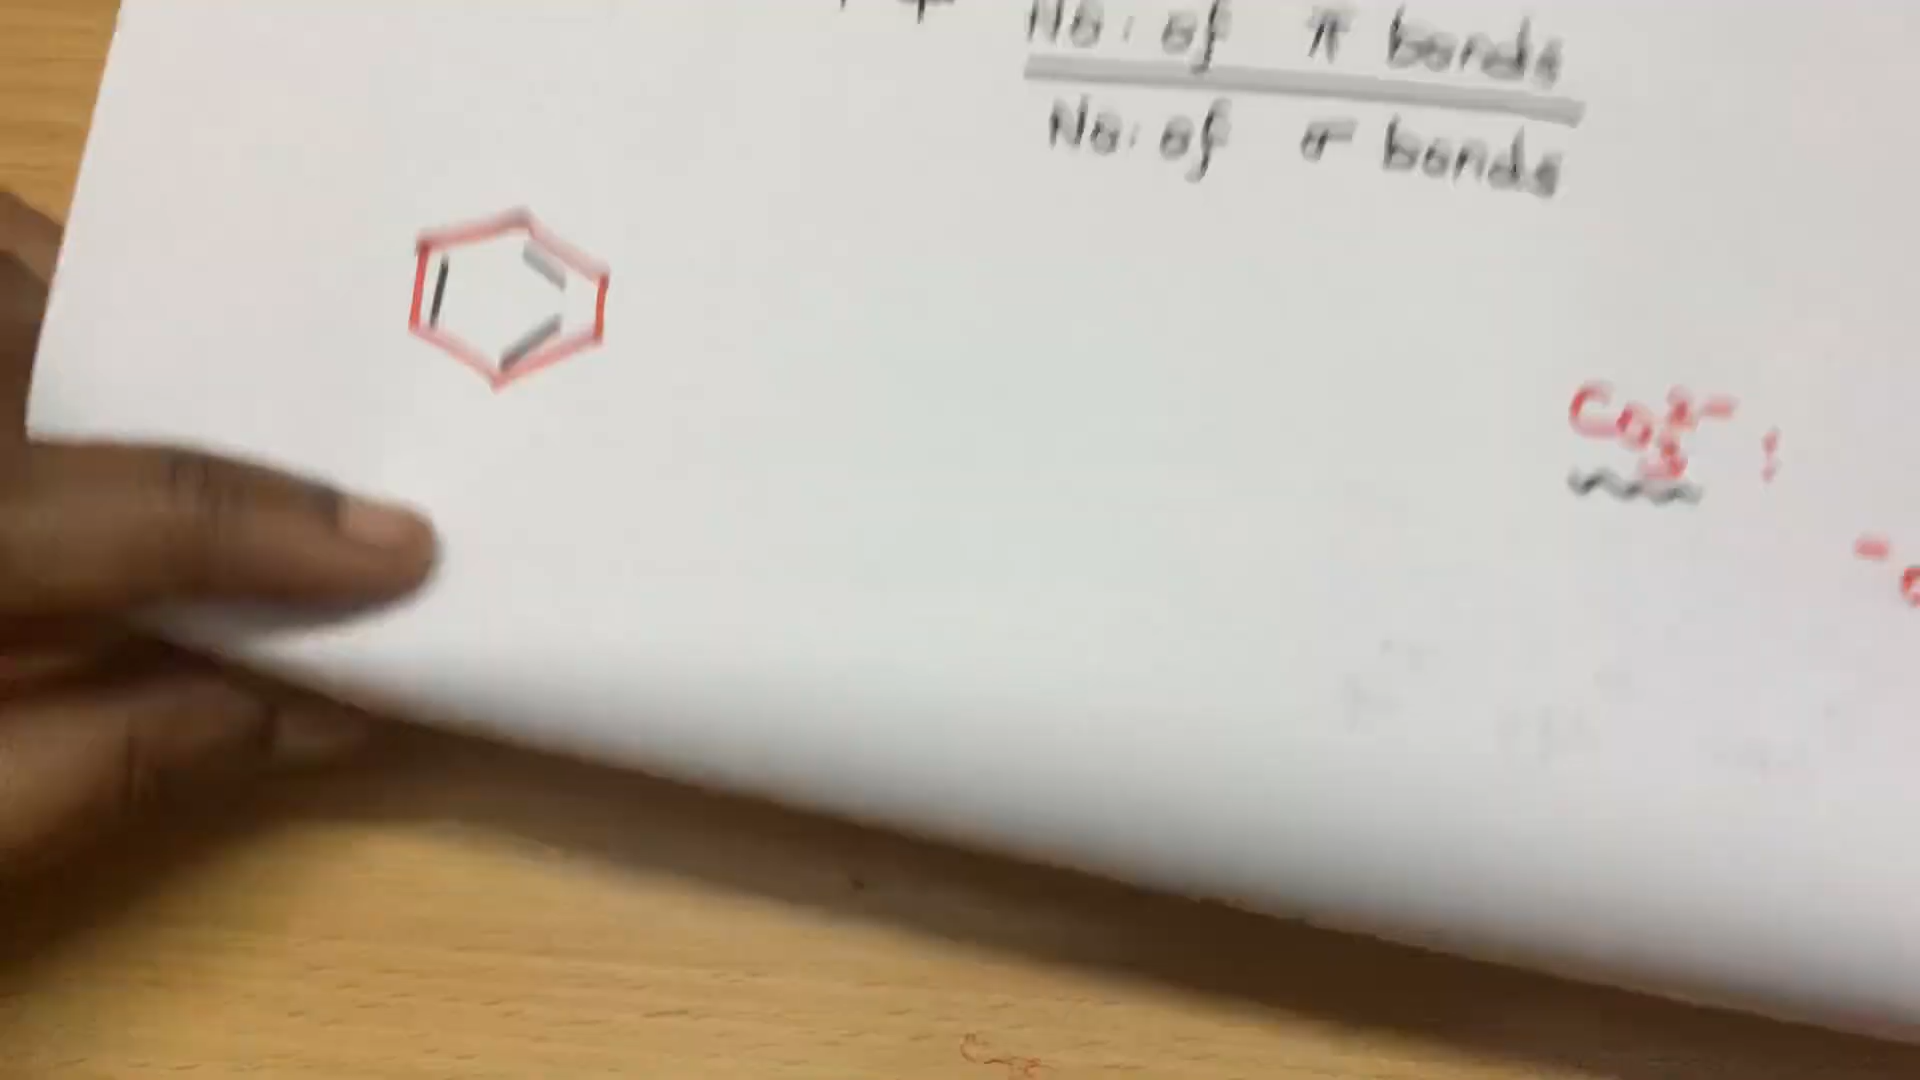 + No: of π bonds
No: of σ bonds
Co₃²⁻ :
-